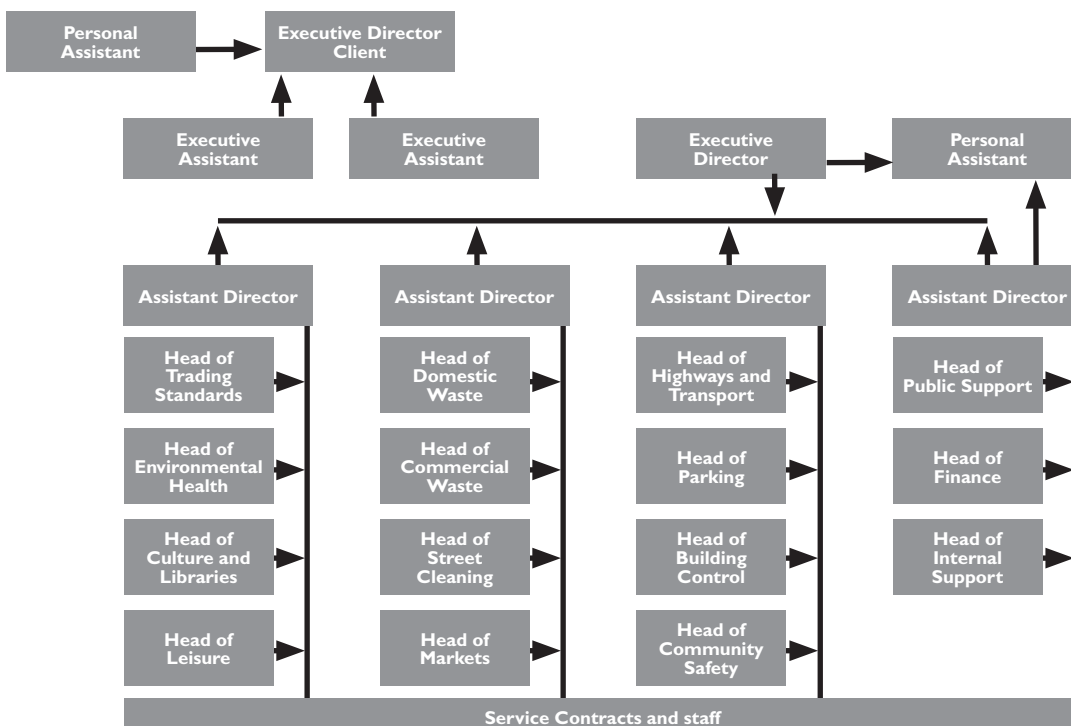 Personal
Assistant
Executive Director
Client
Executive
Assistant
Executive
Assistant
Executive
Director
Personal
Assistant
Assistant Director
Assistant Director
Assistant Director
Assistant Director
Head of
Trading
Standards
Head of
Domestic
Waste
Head of
Highways and
Transport
Head of
Public Support
Head of
Environmental
Health
Head of
Commercial
Waste
Head of
Parking
Head of
Finance
Head of
Culture and
Libraries
Head of
Street
Cleaning
Head of
Building
Control
Head of
Internal
Support
Head of
Leisure
Head of
Markets
Head of
Community
Safety
Service Contracts and staff